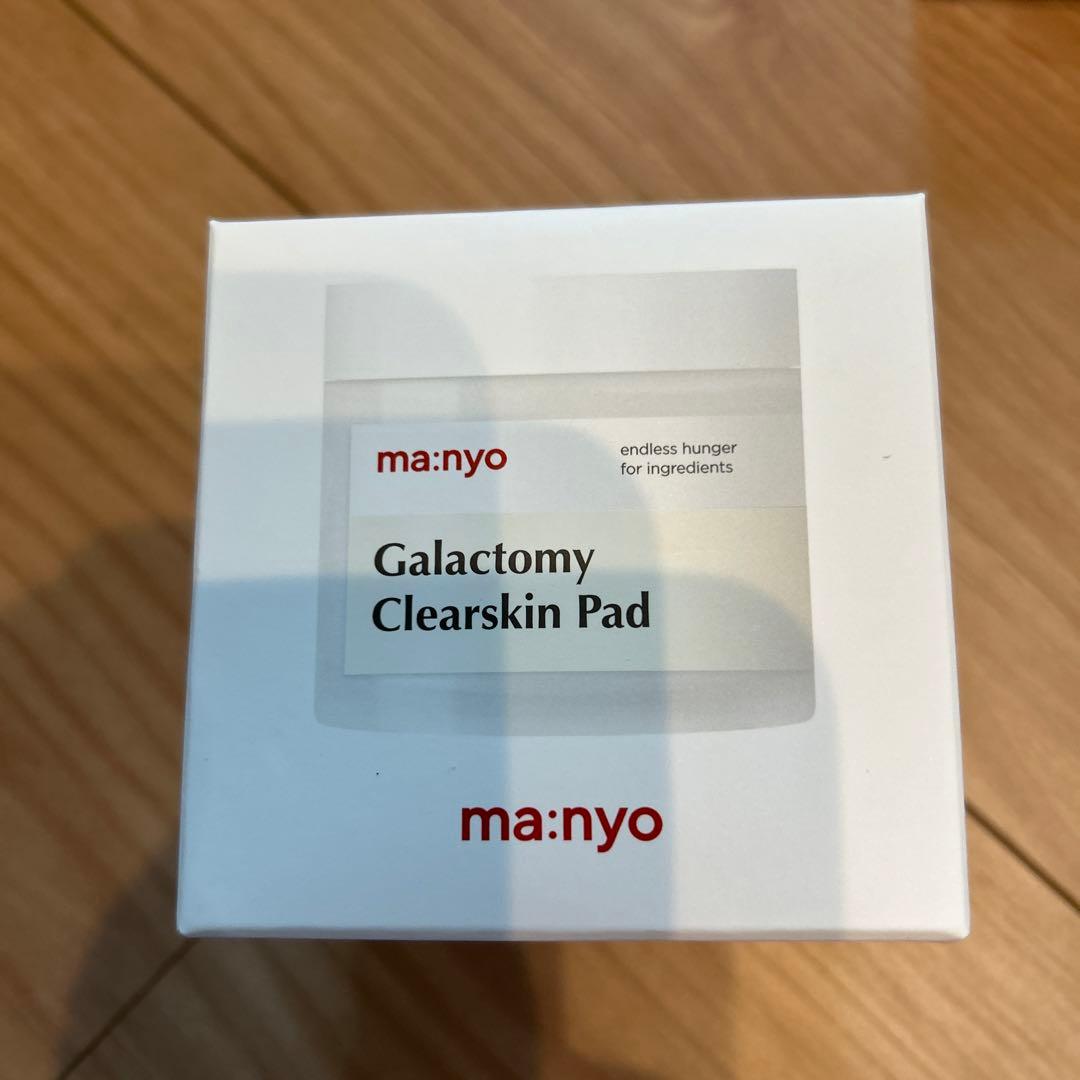 ma:nyo
endless hunger
for ingredients
Galactomy
Clearskin Pad
ma:nyo